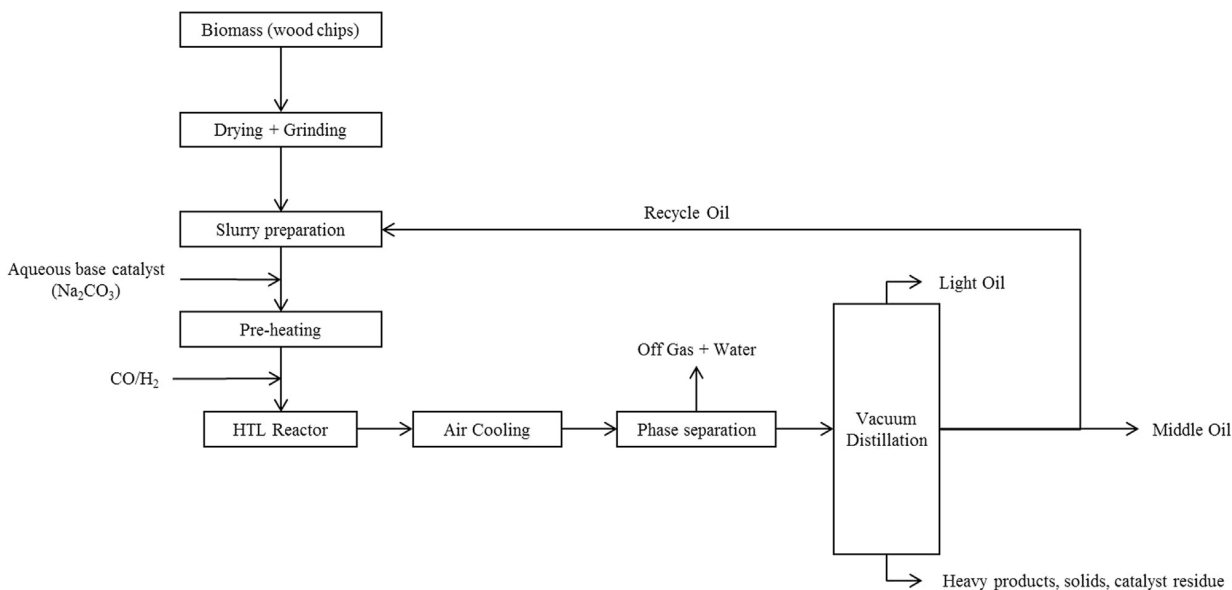 Biomass (wood chips)
Drying + Grinding
Recycle Oil
Slurry preparation
Aqueous base catalyst
(Na₂CO₃)
Light Oil
Pre-heating
Off Gas + Water
CO/H₂
HTL Reactor
Air Cooling
Phase separation
Vacuum
Distillation
Middle Oil
Heavy products, solids, catalyst residue